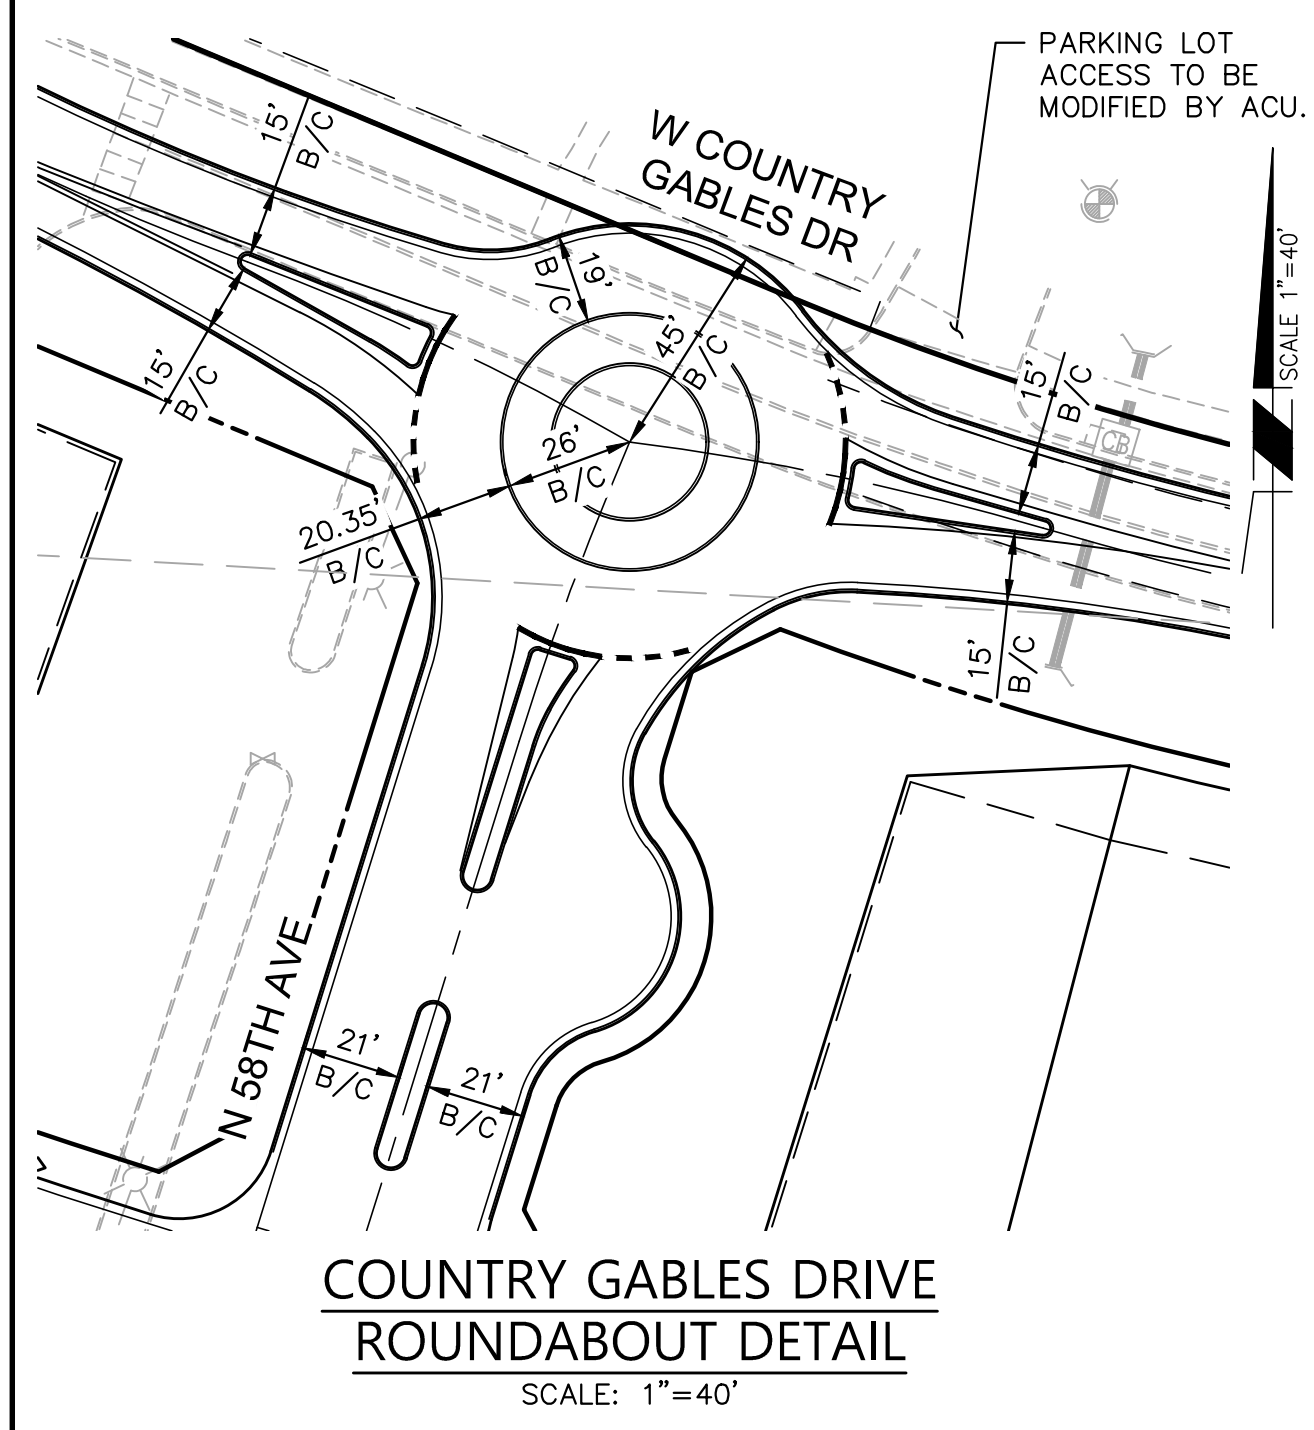 PARKING LOT
ACCESS TO BE
MODIFIED BY ACU.
15'
B/C
W COUNTRY
GABLES DR
SCALE 1"=40'
19'
B/C
45'
B/C
15'
B/C
15'
B/C
CB
26'
B/C
20.35'
B/C
15'
B/C
N 58TH AVE
21'
B/C
21'
B/C
COUNTRY GABLES DRIVE
ROUNDABOUT DETAIL
SCALE: 1"=40'